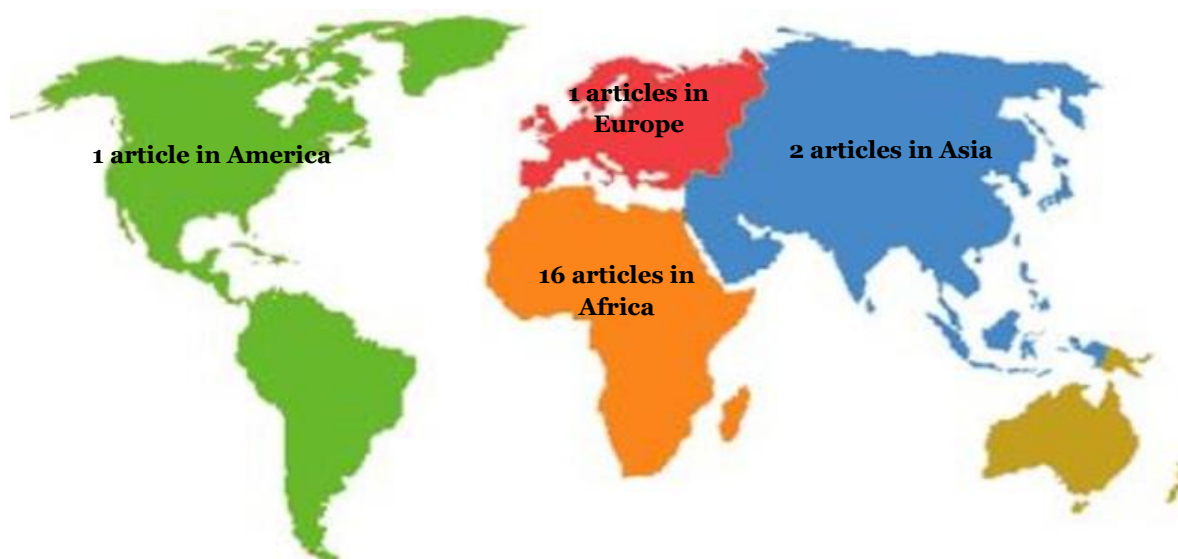 1 article in America
1 articles in
Europe
2 articles in Asia
16 articles in
Africa